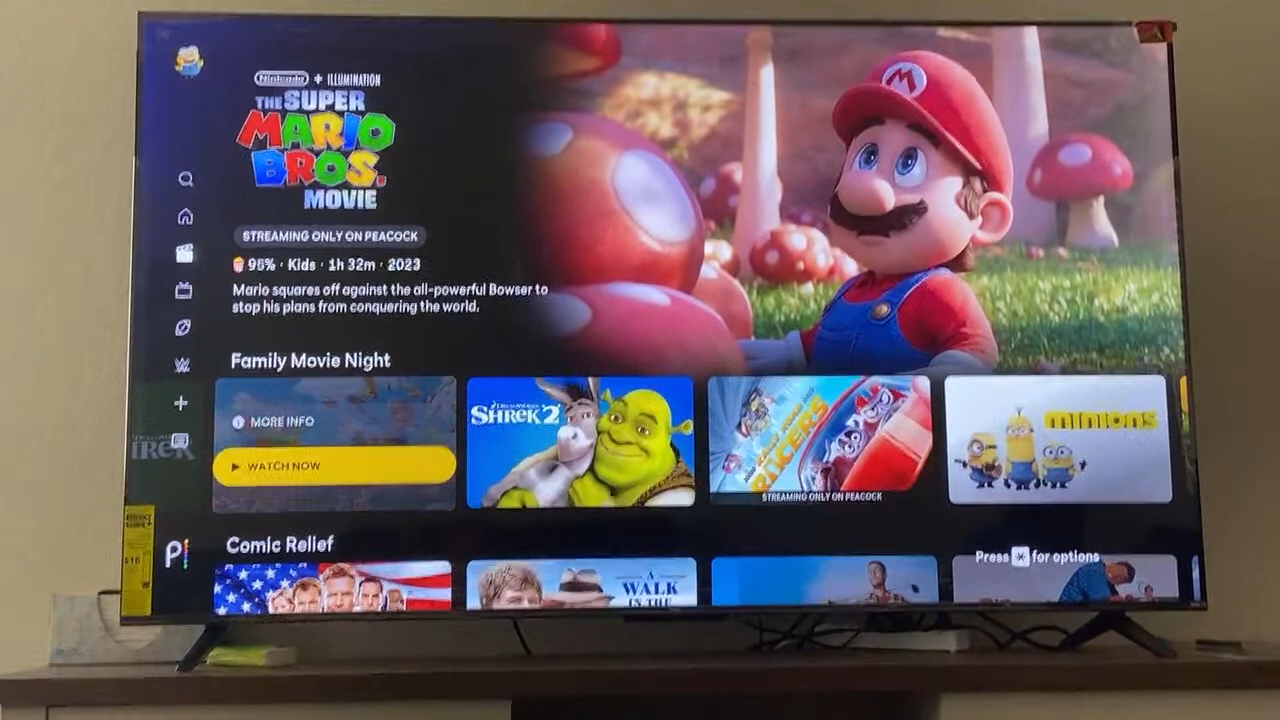 Nintendo + ILLUMINATION
THE SUPER
MARIO
BROS.
MOVIE
STREAMING ONLY ON PEACOCK
95% · Kids · 1h 32m · 2023
Mario squares off against the all-powerful Bowser to
stop his plans from conquering the world.
Family Movie Night
MORE INFO
WATCH NOW
SHREK 2
RACERS
STREAMING ONLY ON PEACOCK
minions
$16
Comic Relief
Press * for options
A
WALK
IN THE